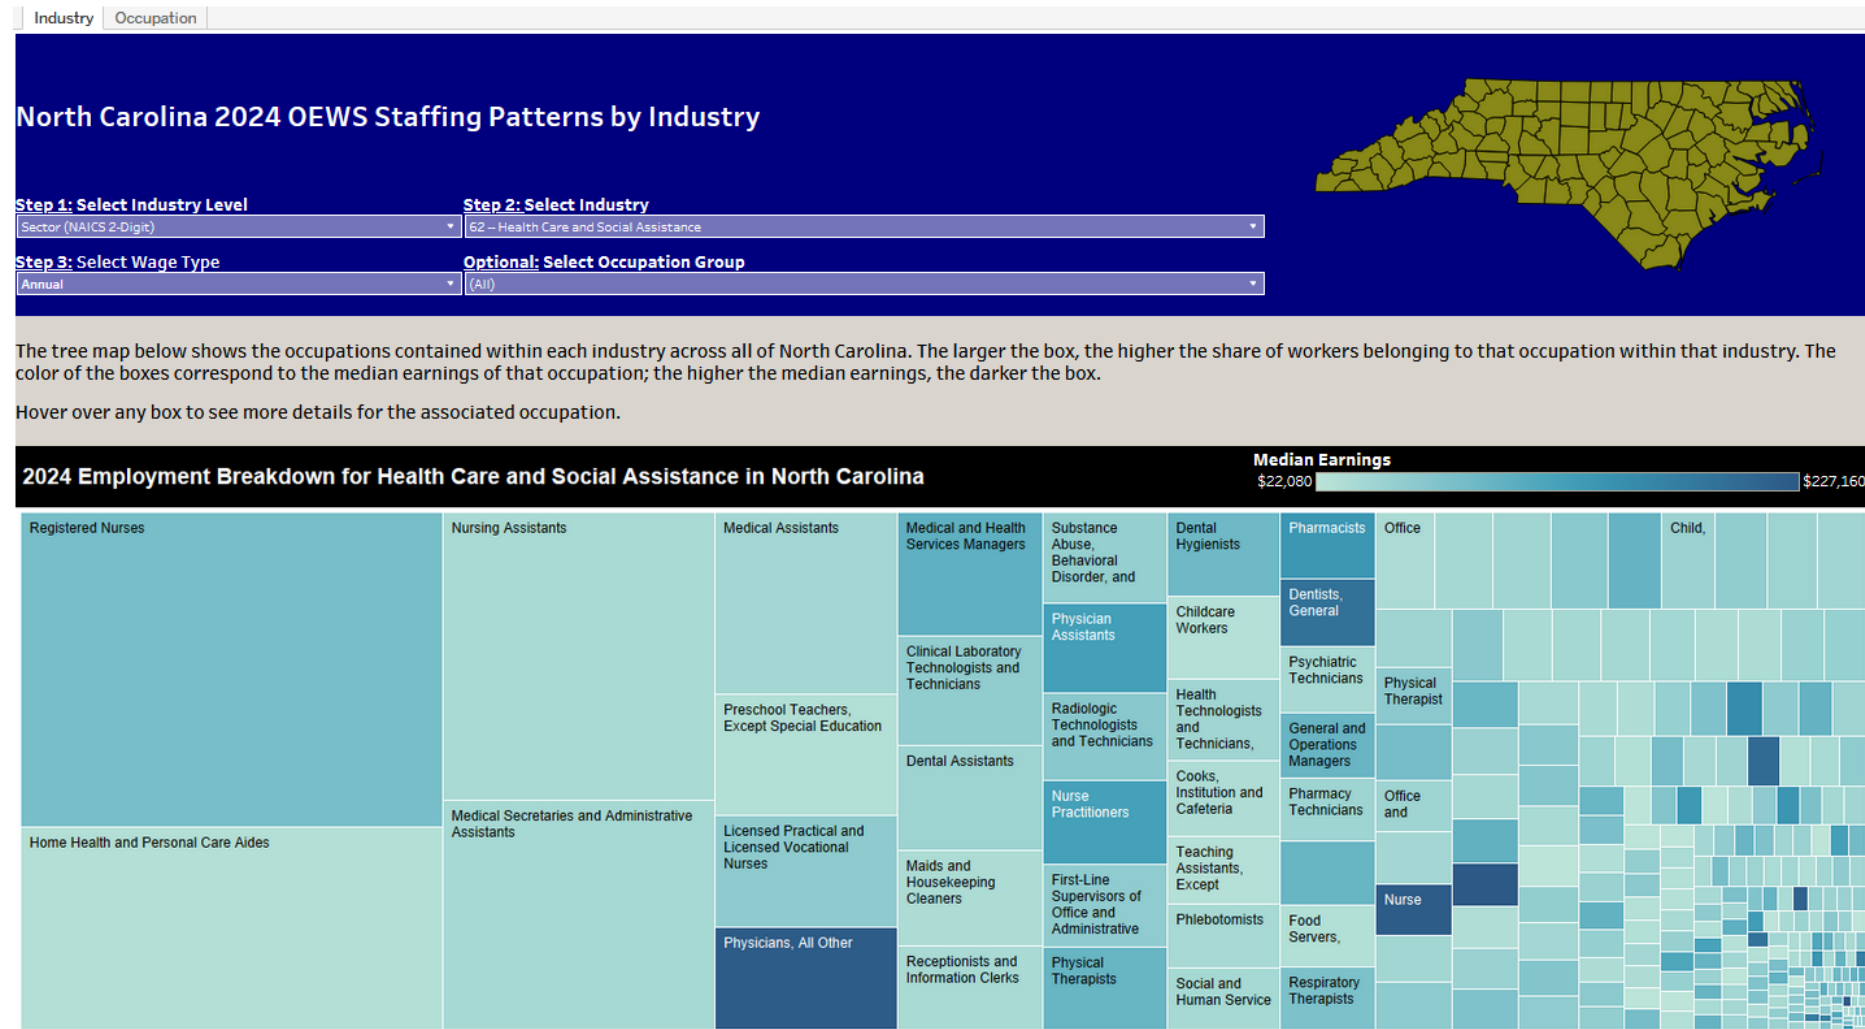 Industry
Occupation
North Carolina 2024 OEWS Staffing Patterns by Industry
Step 1: Select Industry Level
Sector (NAICS 2-Digit)
Step 2: Select Industry
62 -- Health Care and Social Assistance
Step 3: Select Wage Type
Annual
Optional: Select Occupation Group
(All)
The tree map below shows the occupations contained within each industry across all of North Carolina. The larger the box, the higher the share of workers belonging to that occupation within that industry. The
color of the boxes correspond to the median earnings of that occupation; the higher the median earnings, the darker the box.
Hover over any box to see more details for the associated occupation.
2024 Employment Breakdown for Health Care and Social Assistance in North Carolina
Median Earnings
$22,080
$227,160
Registered Nurses
Home Health and Personal Care Aides
Nursing Assistants
Medical Secretaries and Administrative
Assistants
Medical Assistants
Preschool Teachers,
Except Special Education
Licensed Practical and
Licensed Vocational
Nurses
Physicians, All Other
Medical and Health
Services Managers
Clinical Laboratory
Technologists and
Technicians
Dental Assistants
Maids and
Housekeeping
Cleaners
Receptionists and
Information Clerks
Substance
Abuse,
Behavioral
Disorder, and
Physician
Assistants
Radiologic
Technologists
and Technicians
Nurse
Practitioners
First-Line
Supervisors of
Office and
Administrative
Physical
Therapists
Dental
Hygienists
Childcare
Workers
Health
Technologists
and
Technicians,
Cooks,
Institution and
Cafeteria
Teaching
Assistants,
Except
Phlebotomists
Social and
Human Service
Pharmacists
Dentists,
General
Psychiatric
Technicians
General and
Operations
Managers
Pharmacy
Technicians
Food
Servers,
Respiratory
Therapists
Office
Physical
Therapist
Office
and
Nurse
Child,